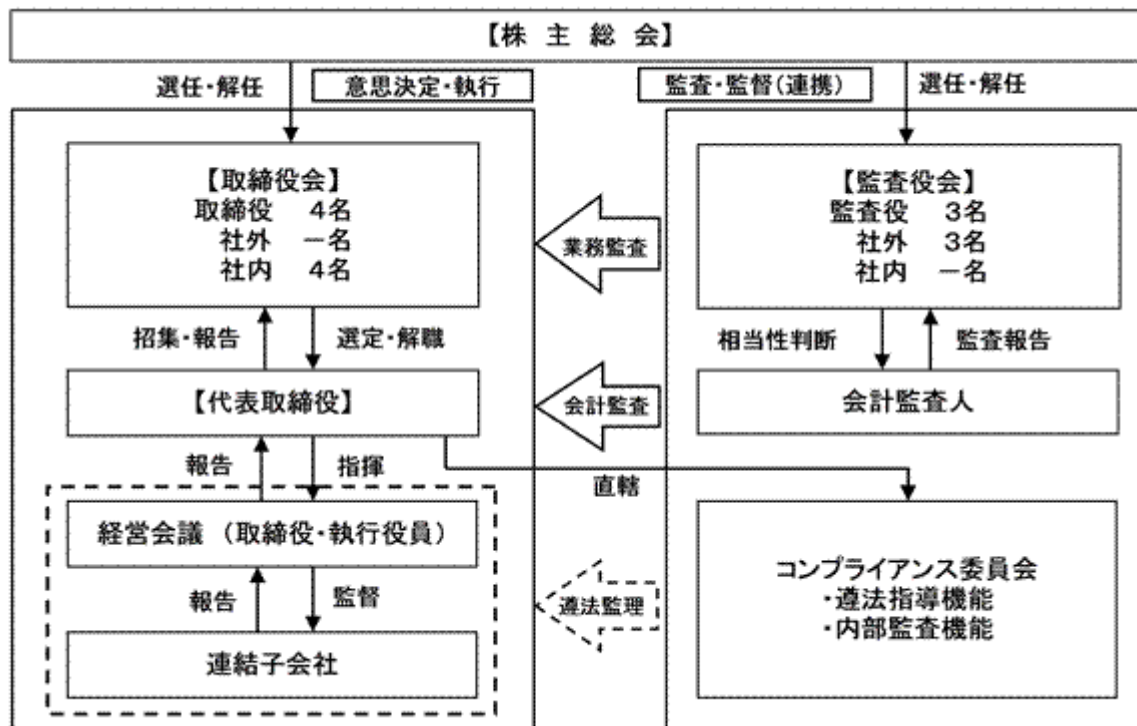 【株 主 総 会】
選任・解任
意思決定・執行
監査・監督(連携)
選任・解任
【取締役会】
取締役 4名
社外 -名
社内 4名
業務監査
【監査役会】
監査役 3名
社外 3名
社内 -名
招集・報告
選定・解職
相当性判断
監査報告
【代表取締役】
会計監査
会計監査人
報告
指揮
直轄
経営会議 (取締役・執行役員)
報告
監督
遵法監理
コンプライアンス委員会
・遵法指導機能
・内部監査機能
連結子会社